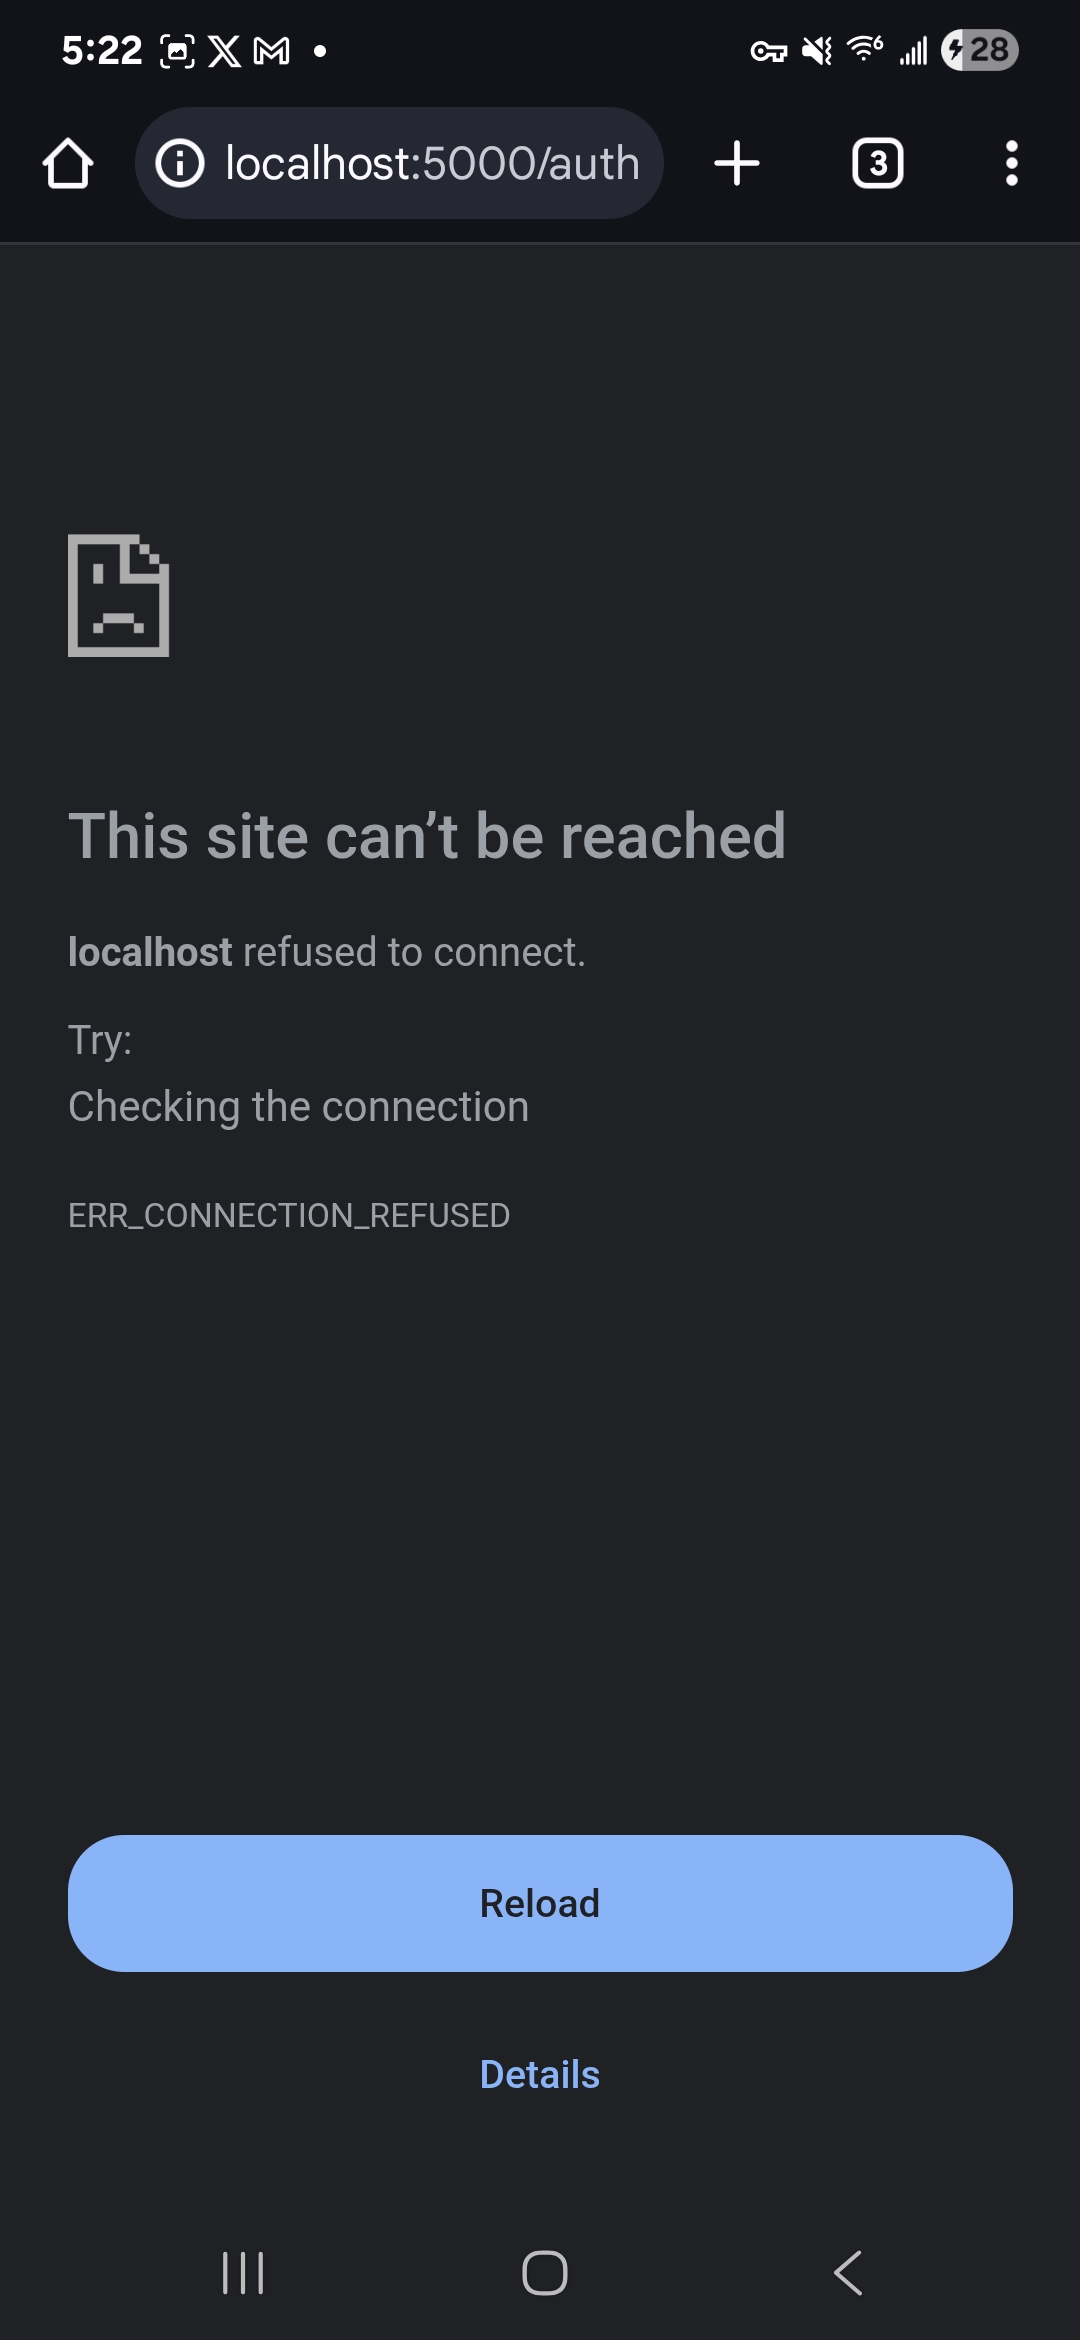 5:22
28
localhost:5000/auth
3
This site can’t be reached
localhost refused to connect.
Try:
Checking the connection
ERR_CONNECTION_REFUSED
Reload
Details